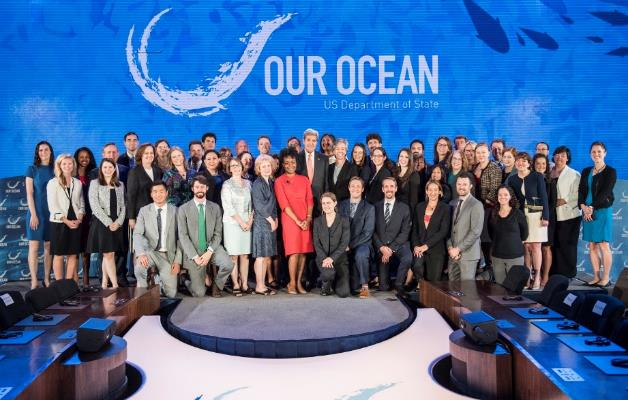 OUR OCEAN
US Department of State